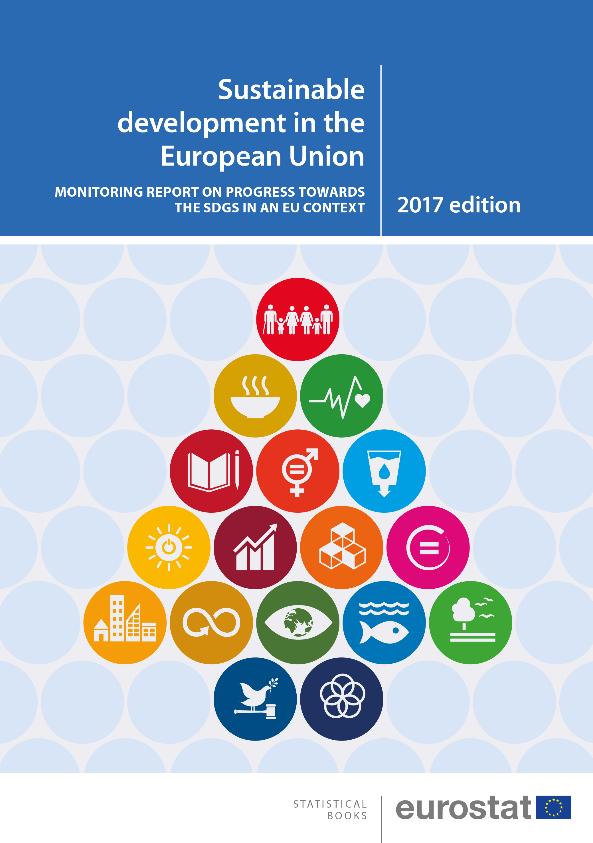 Sustainable
development in the
European Union
MONITORING REPORT ON PROGRESS TOWARDS
THE SDGS IN AN EU CONTEXT
2017 edition
STATISTICAL
BOOKS
eurostat